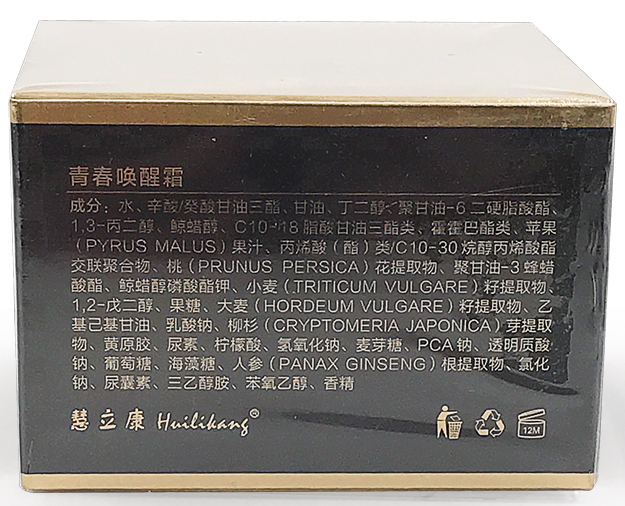 青春唤醒霜
成分：水、辛酸/癸酸甘油三酯、甘油、丁二醇、聚甘油-6二硬脂酸酯、
1,3-丙二醇、鲸蜡醇、C10-18脂酸甘油三酯类、霍霍巴酯类、苹果
（PYRUS MALUS）果汁、丙烯酸（酯）类/C10-30烷醇丙烯酸酯
交联聚合物、桃（PRUNUS PERSICA）花提取物、聚甘油-3蜂蜡
酸酯、鲸蜡醇磷酸酯钾、小麦（TRITICUM VULGARE）籽提取物、
1,2-戊二醇、果糖、大麦（HORDEUM VULGARE）籽提取物、乙
基己基甘油、乳酸钠、柳杉（CRYPTOMERIA JAPONICA）芽提取
物、黄原胶、尿素、柠檬酸、氢氧化钠、麦芽糖、PCA钠、透明质酸
钠、葡萄糖、海藻糖、人参（PANAX GINSENG）根提取物、氯化
钠、尿囊素、三乙醇胺、苯氧乙醇、香精
慧立康 Huilikang®
12M